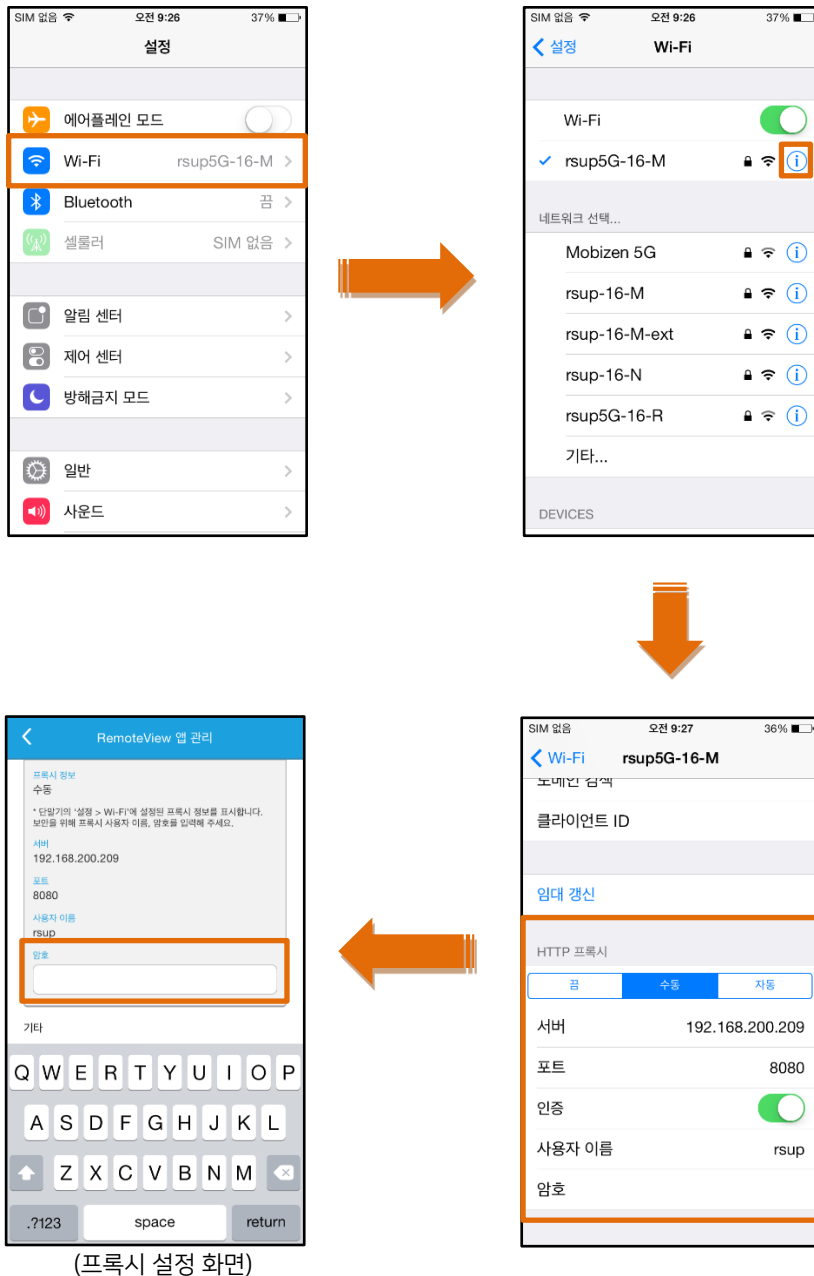 SIM 없음 오전 9:26 37%
설정
에어플레인 모드
Wi-Fi rsup5G-16-M
Bluetooth 끔
셀룰러 SIM 없음
알림 센터
제어 센터
방해금지 모드
일반
사운드
SIM 없음 오전 9:26 37%
설정 Wi-Fi
Wi-Fi
rsup5G-16-M
네트워크 선택...
Mobizen 5G
rsup-16-M
rsup-16-M-ext
rsup-16-N
rsup5G-16-R
기타...
DEVICES
SIM 없음 오전 9:27 36%
Wi-Fi rsup5G-16-M
도메인 검색
클라이언트 ID
임대 갱신
HTTP 프록시
끔 수동 자동
서버 192.168.200.209
포트 8080
인증
사용자 이름 rsup
암호
RemoteView 앱 관리
프록시 정보
수동
* 단말기의 '설정 > Wi-Fi'에 설정된 프록시 정보를 표시합니다.
보안을 위해 프록시 사용자 이름, 암호를 입력해 주세요.
서버
192.168.200.209
포트
8080
사용자 이름
rsup
암호
기타
Q W E R T Y U I O P
A S D F G H J K L
Z X C V B N M
.?123 space return
(프록시 설정 화면)